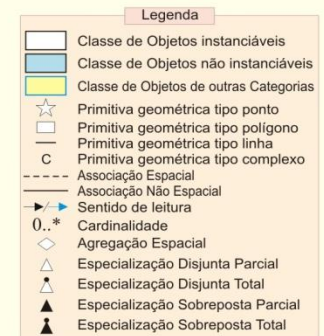 Legenda
Classe de Objetos instanciáveis
Classe de Objetos não instanciáveis
Classe de Objetos de outras Categorias
Primitiva geométrica tipo ponto
Primitiva geométrica tipo polígono
Primitiva geométrica tipo linha
C Primitiva geométrica tipo complexo
Associação Espacial
Associação Não Espacial
Sentido de leitura
0..* Cardinalidade
Agregação Espacial
Especialização Disjunta Parcial
Especialização Disjunta Total
Especialização Sobreposta Parcial
Especialização Sobreposta Total